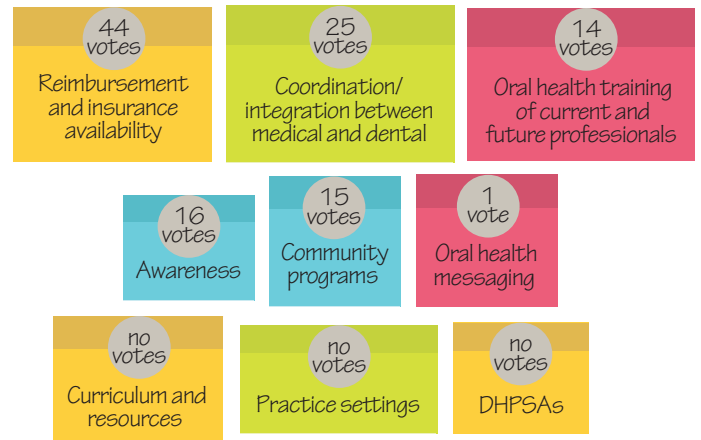 44
votes
Reimbursement
and insurance
availability
25
votes
Coordination/
integration between
medical and dental
14
votes
Oral health training
of current and
future professionals
16
votes
Awareness
15
votes
Community
programs
1
vote
Oral health
messaging
no
votes
Curriculum and
resources
no
votes
Practice settings
no
votes
DHPSAs